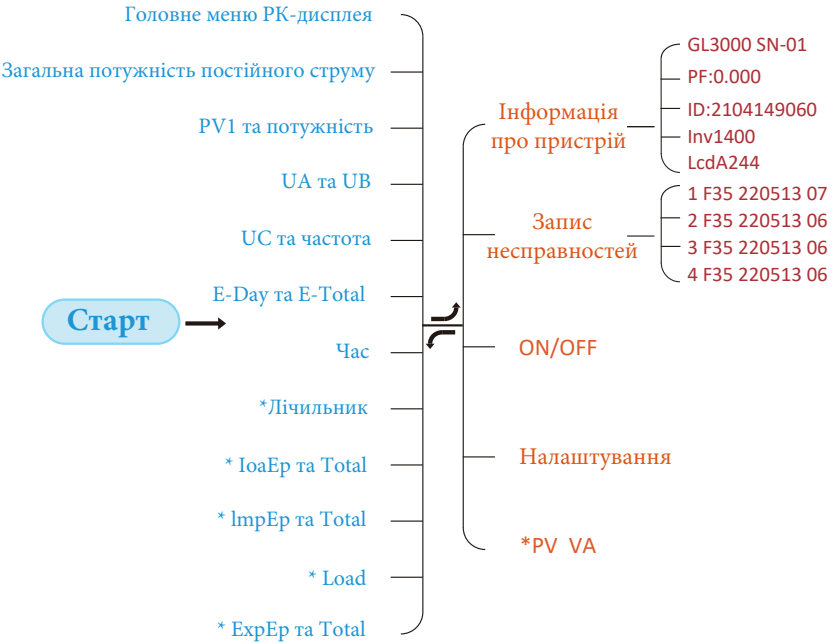 Головне меню РК-дисплея
Загальна потужність постійного струму
PV1 та потужність
UA та UB
UC та частота
E-Day та E-Total
Старт
Час
*Лічильник
* IoaEp та Total
* lmpEp та Total
* Load
* ExpEp та Total
Інформація
про пристрій
Запис
несправностей
ON/OFF
Налаштування
*PV VA
GL3000 SN-01
PF:0.000
ID:2104149060
Inv1400
LcdA244
1 F35 220513 07
2 F35 220513 06
3 F35 220513 06
4 F35 220513 06